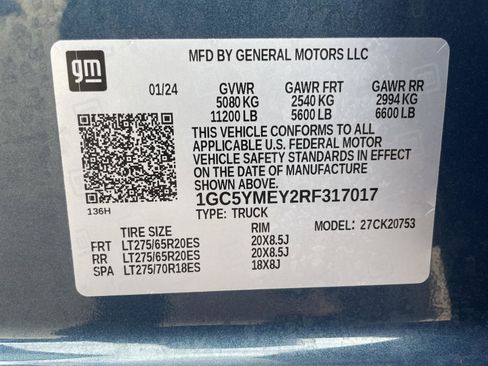 gm
MFD BY GENERAL MOTORS LLC
01/24 GVWR GAWR FRT GAWR RR
5080 KG 2540 KG 2994 KG
11200 LB 5600 LB 6600 LB
THIS VEHICLE CONFORMS TO ALL
APPLICABLE U.S. FEDERAL MOTOR
VEHICLE SAFETY STANDARDS IN EFFECT
ON THE DATE OF MANUFACTURE
SHOWN ABOVE.
1GC5YMEY2RF317017
136H
TYPE: TRUCK MODEL: 27CK20753
TIRE SIZE RIM
FRT LT275/65R20ES 20X8.5J
RR LT275/65R20ES 20X8.5J
SPA LT275/70R18ES 18X8J